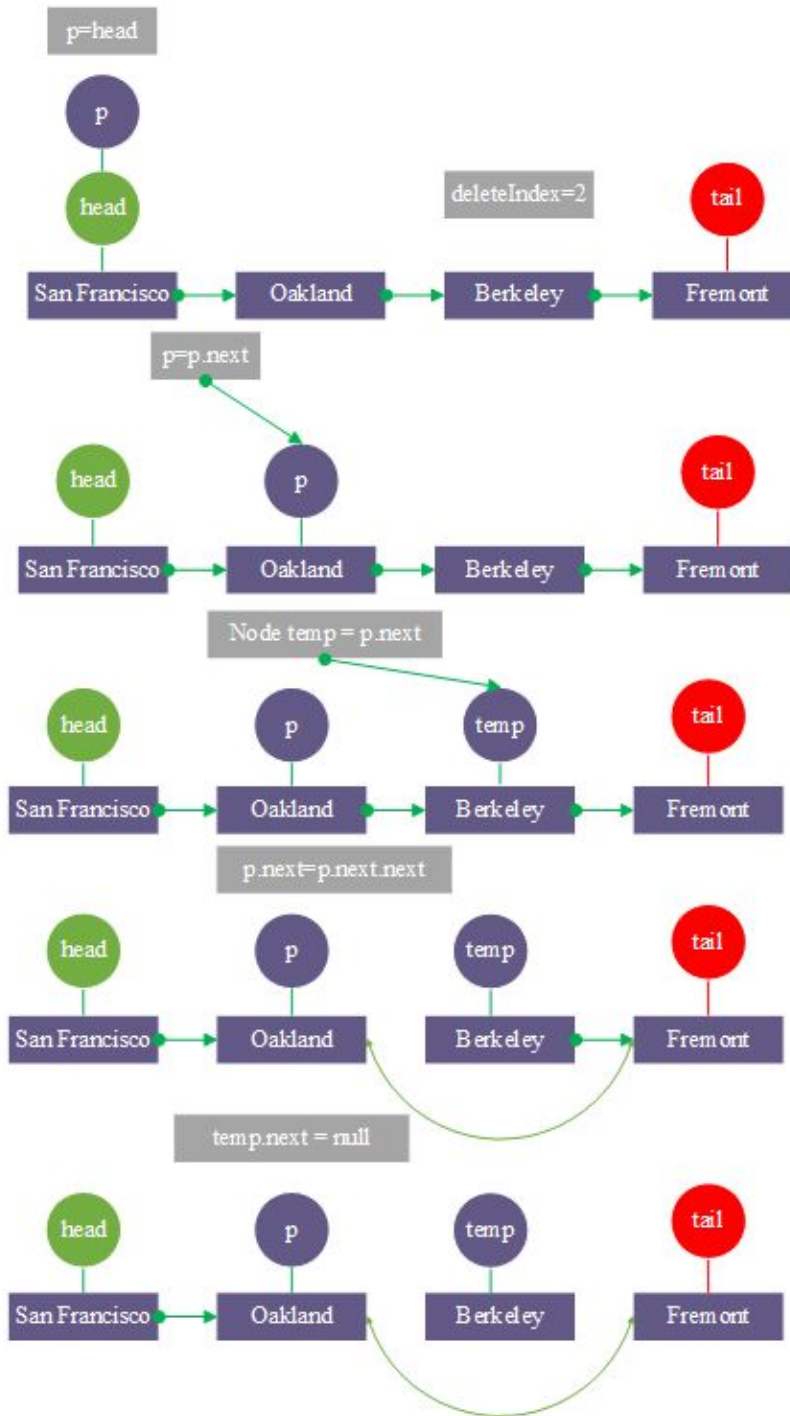 p=head
p
head
deleteIndex=2
tail
San Francisco
Oakland
Berkeley
Fremont
p=p.next
head
p
tail
San Francisco
Oakland
Berkeley
Fremont
Node temp = p.next
head
p
temp
tail
San Francisco
Oakland
Berkeley
Fremont
p.next=p.next.next
head
p
temp
tail
San Francisco
Oakland
Berkeley
Fremont
temp.next = null
head
p
temp
tail
San Francisco
Oakland
Berkeley
Fremont